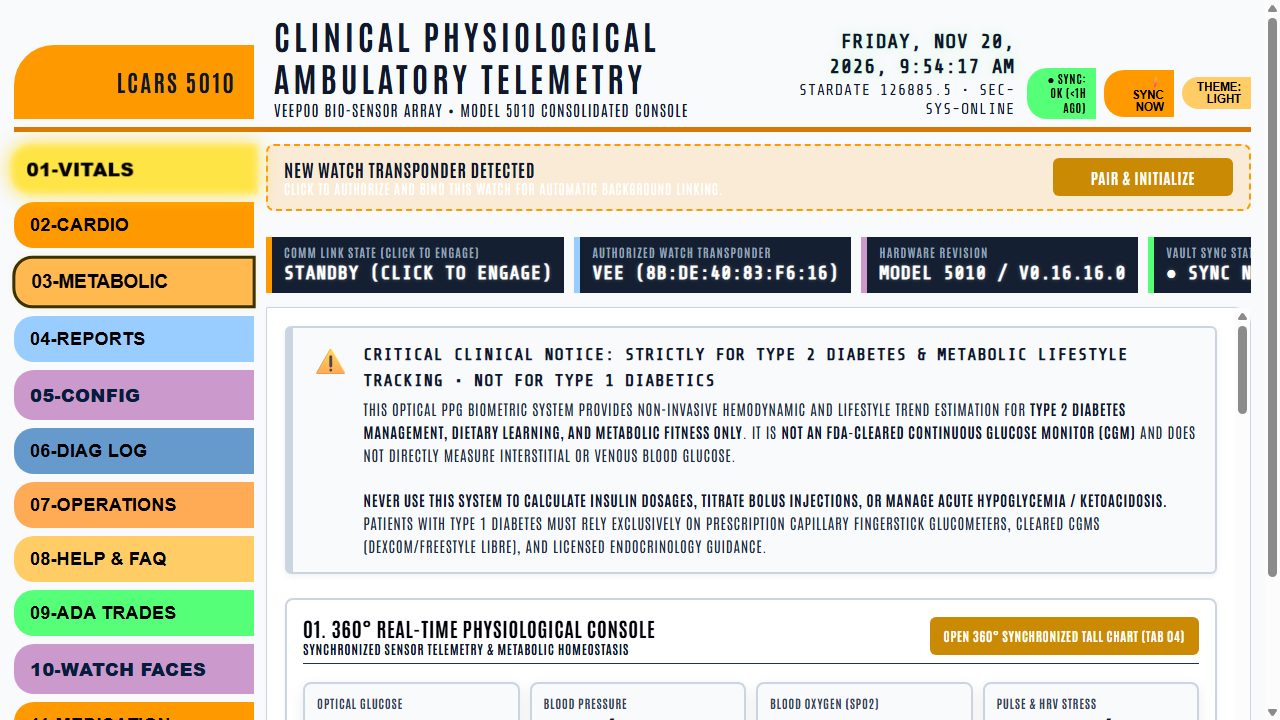 LCARS 5010
CLINICAL PHYSIOLOGICAL
AMBULATORY TELEMETRY
VEEPOO BIO-SENSOR ARRAY • MODEL 5010 CONSOLIDATED CONSOLE
FRIDAY, NOV 20,
2026, 9:54:17 AM
STARDATE 126885.5 • SEC-
SYS-ONLINE
● SYNC:
OK (<1H
AGO)
SYNC
NOW
THEME:
LIGHT
01-VITALS
02-CARDIO
03-METABOLIC
04-REPORTS
05-CONFIG
06-DIAG LOG
07-OPERATIONS
08-HELP & FAQ
09-ADA TRADES
10-WATCH FACES
11-MEDICATION
NEW WATCH TRANSPONDER DETECTED
CLICK TO AUTHORIZE AND BIND THIS WATCH FOR AUTOMATIC BACKGROUND LINKING.
PAIR & INITIALIZE
COMM LINK STATE (CLICK TO ENGAGE)
STANDBY (CLICK TO ENGAGE)
AUTHORIZED WATCH TRANSPONDER
VEE (8B:DE:40:83:F6:16)
HARDWARE REVISION
MODEL 5010 / V0.16.16.0
VAULT SYNC STAT
● SYNC N
CRITICAL CLINICAL NOTICE: STRICTLY FOR TYPE 2 DIABETES & METABOLIC LIFESTYLE
TRACKING • NOT FOR TYPE 1 DIABETICS
THIS OPTICAL PPG BIOMETRIC SYSTEM PROVIDES NON-INVASIVE HEMODYNAMIC AND LIFESTYLE TREND ESTIMATION FOR TYPE 2 DIABETES
MANAGEMENT, DIETARY LEARNING, AND METABOLIC FITNESS ONLY. IT IS NOT AN FDA-CLEARED CONTINUOUS GLUCOSE MONITOR (CGM) AND DOES
NOT DIRECTLY MEASURE INTERSTITIAL OR VENOUS BLOOD GLUCOSE.
NEVER USE THIS SYSTEM TO CALCULATE INSULIN DOSAGES, TITRATE BOLUS INJECTIONS, OR MANAGE ACUTE HYPOGLYCEMIA / KETOACIDOSIS.
PATIENTS WITH TYPE 1 DIABETES MUST RELY EXCLUSIVELY ON PRESCRIPTION CAPILLARY FINGERSTICK GLUCOMETERS, CLEARED CGMS
(DEXCOM/FREESTYLE LIBRE), AND LICENSED ENDOCRINOLOGY GUIDANCE.
01. 360° REAL-TIME PHYSIOLOGICAL CONSOLE
SYNCHRONIZED SENSOR TELEMETRY & METABOLIC HOMEOSTASIS
OPEN 360° SYNCHRONIZED TALL CHART (TAB 04)
OPTICAL GLUCOSE
BLOOD PRESSURE
BLOOD OXYGEN (SPO2)
PULSE & HRV STRESS